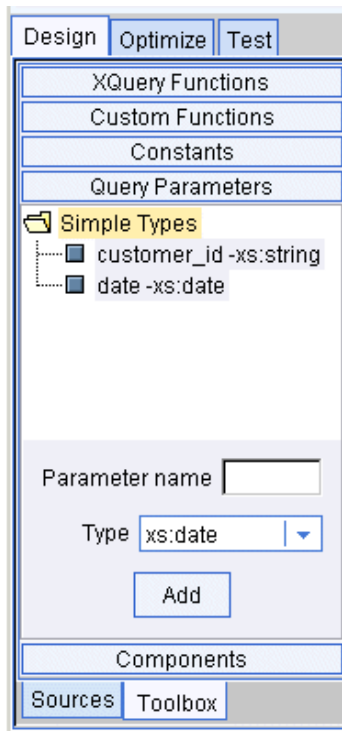 Design Optimize Test
XQuery Functions
Custom Functions
Constants
Query Parameters
Simple Types
customer_id -xs:string
date -xs:date
Parameter name
Type xs:date
Add
Components
Sources Toolbox